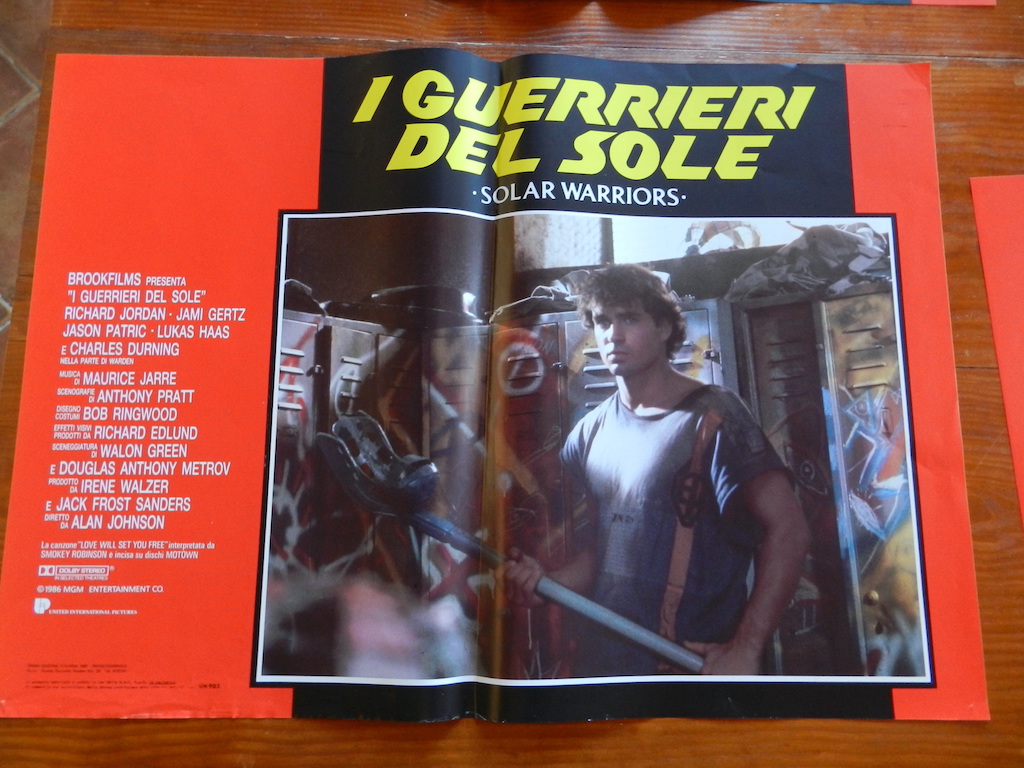 I GUERRIERI
DEL SOLE
·SOLAR WARRIORS·
BROOKFILMS PRESENTA
"I GUERRIERI DEL SOLE"
RICHARD JORDAN · JAMI GERTZ
JASON PATRIC · LUKAS HAAS
E CHARLES DURNING
NELLA PARTE DI WARDEN
MUSICA DI MAURICE JARRE
SCENOGRAFIE DI ANTHONY PRATT
DISEGNO COSTUMI BOB RINGWOOD
EFFETTI VISIVI PRODOTTI DA RICHARD EDLUND
SCENEGGIATURA DI WALON GREEN
E DOUGLAS ANTHONY METROV
PRODOTTO DA IRENE WALZER
E JACK FROST SANDERS
DIRETTO DA ALAN JOHNSON
La canzone "LOVE WILL SET YOU FREE" interpretata da
SMOKEY ROBINSON e incisa su dischi MOTOWN
DOLBY STEREO®
IN SELECTED THEATRES
©1986 MGM ENTERTAINMENT CO.
UIP UNITED INTERNATIONAL PICTURES